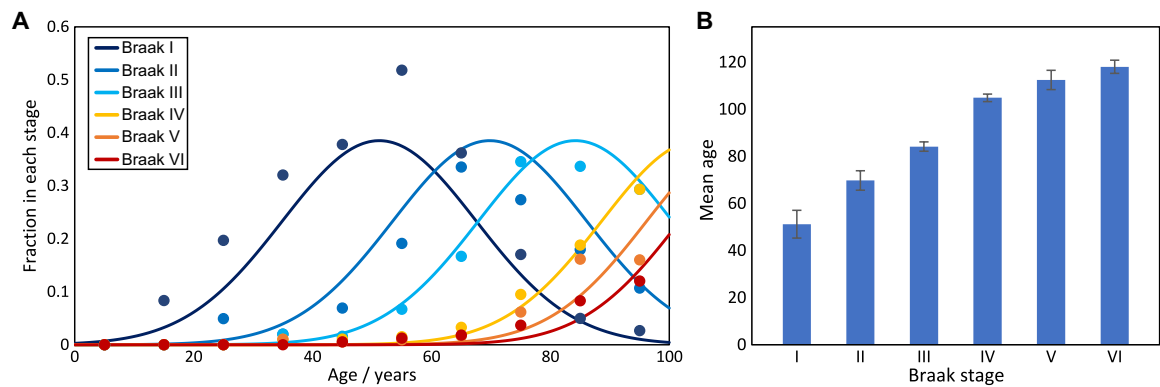 A
Fraction in each stage
0.6
0.5
0.4
0.3
0.2
0.1
0
Braak I
Braak II
Braak III
Braak IV
Braak V
Braak VI
0 20 40 60 80 100
Age / years
B
Mean age
120
100
80
60
40
20
0
I II III IV V VI
Braak stage